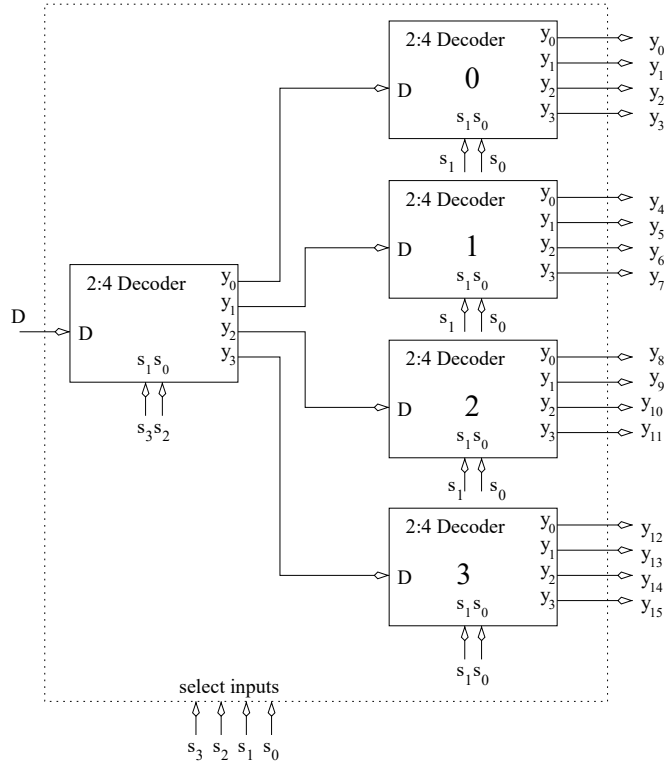 2:4 Decoder
0
D
s₁s₀
y₀
y₁
y₂
y₃
s₁ s₀
y₀
y₁
y₂
y₃
2:4 Decoder
1
D
s₁s₀
y₀
y₁
y₂
y₃
s₁ s₀
y₄
y₅
y₆
y₇
D
2:4 Decoder
D
s₁s₀
y₀
y₁
y₂
y₃
s₃s₂
2:4 Decoder
2
D
s₁s₀
y₀
y₁
y₂
y₃
s₁ s₀
y₈
y₉
y₁₀
y₁₁
2:4 Decoder
3
D
s₁s₀
y₀
y₁
y₂
y₃
s₁s₀
y₁₂
y₁₃
y₁₄
y₁₅
select inputs
s₃ s₂ s₁ s₀